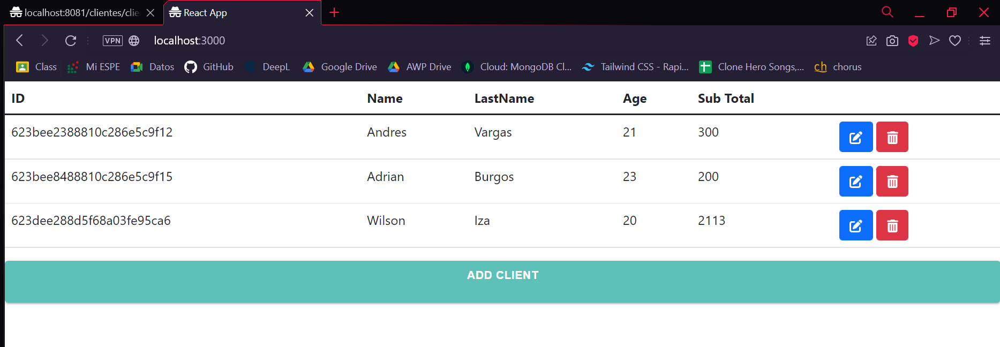 localhost:8081/clientes/clie
React App
VPN
localhost:3000
Class Mi ESPE Datos GitHub DeepL Google Drive AWP Drive Cloud: MongoDB Cl... Tailwind CSS - Rapi... Clone Hero Songs,... ch chorus
ID Name LastName Age Sub Total
623bee2388810c286e5c9f12 Andres Vargas 21 300
623bee8488810c286e5c9f15 Adrian Burgos 23 200
623dee288d5f68a03fe95ca6 Wilson Iza 20 2113
ADD CLIENT